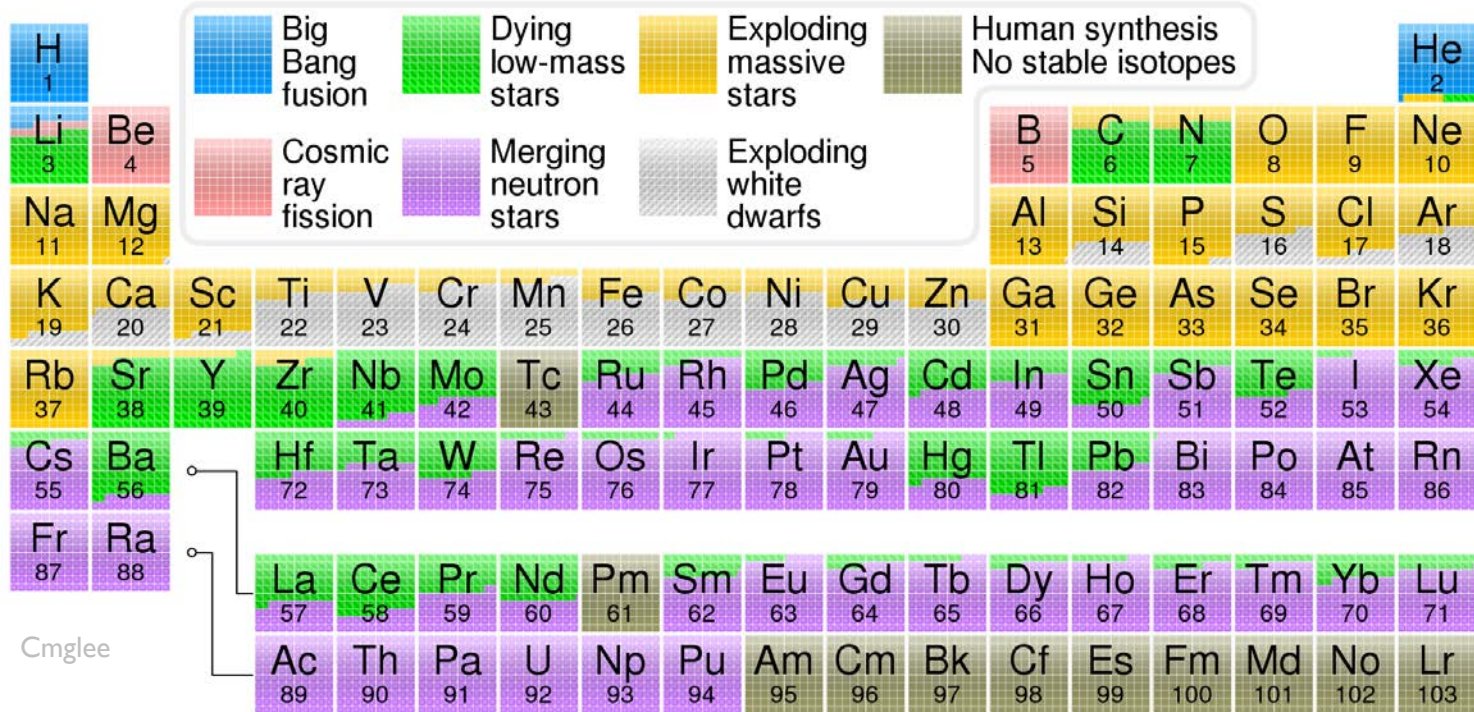 H
1
Big
Bang
fusion
Dying
low-mass
stars
Exploding
massive
stars
Human synthesis
No stable isotopes
He
2
Li
3
Be
4
Cosmic
ray
fission
Merging
neutron
stars
Exploding
white
dwarfs
B
5
C
6
N
7
O
8
F
9
Ne
10
Na
11
Mg
12
Al
13
Si
14
P
15
S
16
Cl
17
Ar
18
K
19
Ca
20
Sc
21
Ti
22
V
23
Cr
24
Mn
25
Fe
26
Co
27
Ni
28
Cu
29
Zn
30
Ga
31
Ge
32
As
33
Se
34
Br
35
Kr
36
Rb
37
Sr
38
Y
39
Zr
40
Nb
41
Mo
42
Tc
43
Ru
44
Rh
45
Pd
46
Ag
47
Cd
48
In
49
Sn
50
Sb
51
Te
52
I
53
Xe
54
Cs
55
Ba
56
Hf
72
Ta
73
W
74
Re
75
Os
76
Ir
77
Pt
78
Au
79
Hg
80
Tl
81
Pb
82
Bi
83
Po
84
At
85
Rn
86
Fr
87
Ra
88
La
57
Ce
58
Pr
59
Nd
60
Pm
61
Sm
62
Eu
63
Gd
64
Tb
65
Dy
66
Ho
67
Er
68
Tm
69
Yb
70
Lu
71
Cmglee
Ac
89
Th
90
Pa
91
U
92
Np
93
Pu
94
Am
95
Cm
96
Bk
97
Cf
98
Es
99
Fm
100
Md
101
No
102
Lr
103